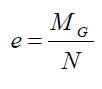 e = M_G / N